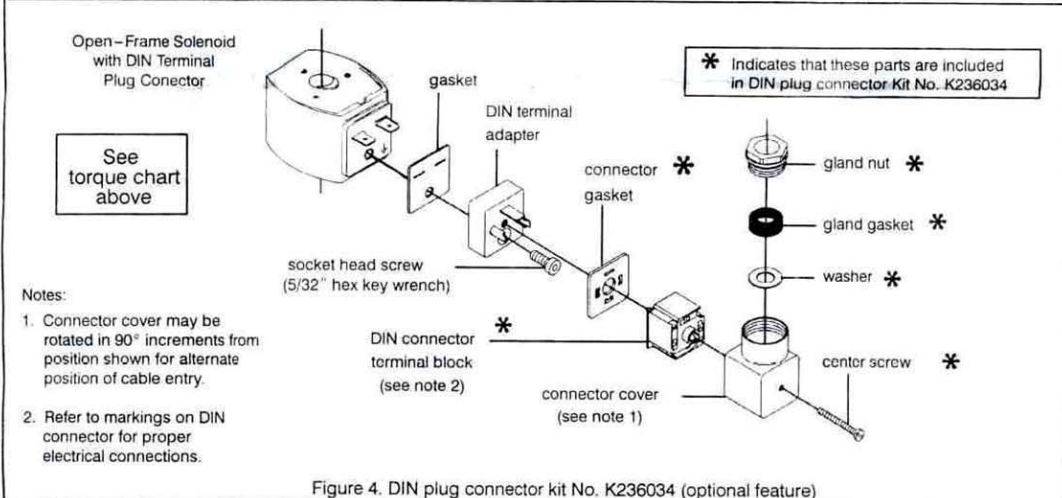 Open–Frame Solenoid
with DIN Terminal
Plug Conector
gasket
* Indicates that these parts are included
in DIN plug connector Kit No. K236034
DIN terminal
adapter
See
torque chart
above
connector *
gasket
gland nut *
gland gasket *
socket head screw
(5/32" hex key wrench)
washer *
Notes:
1. Connector cover may be
rotated in 90° increments from
position shown for alternate
position of cable entry.
*
DIN connector
terminal block
(see note 2)
center screw *
connector cover
(see note 1)
2. Refer to markings on DIN
connector for proper
electrical connections.
Figure 4. DIN plug connector kit No. K236034 (optional feature)